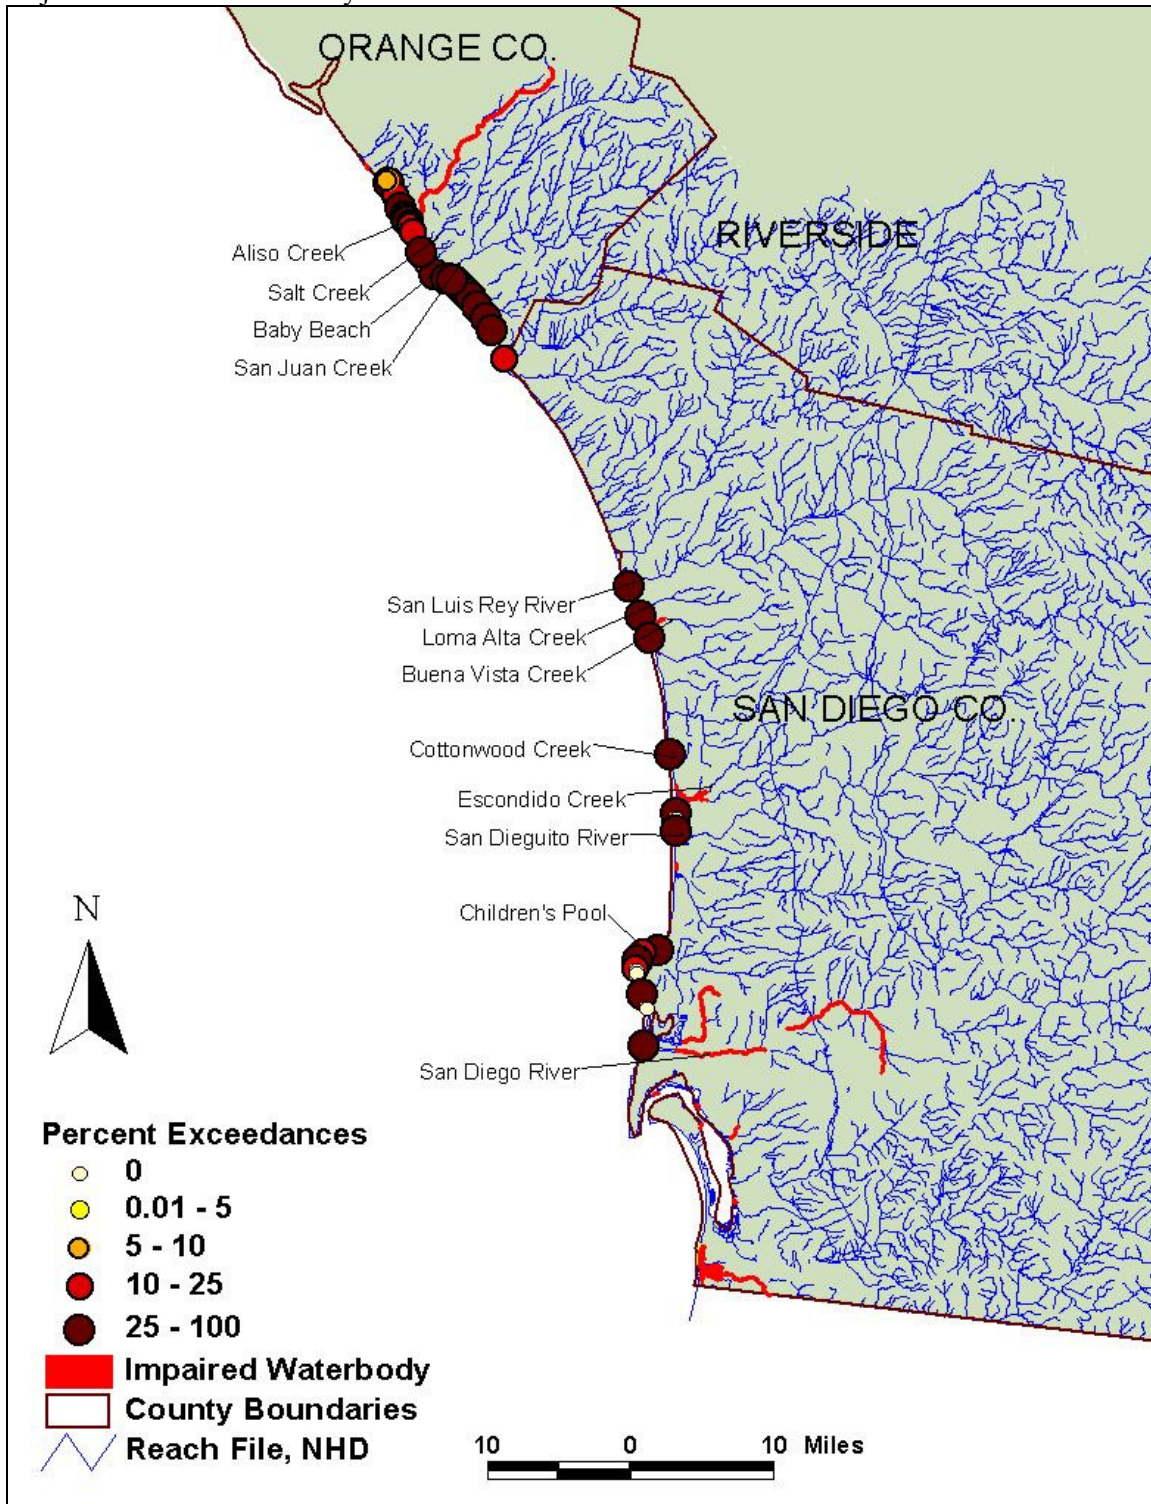 ORANGE CO.
RIVERSIDE
Aliso Creek
Salt Creek
Baby Beach
San Juan Creek
San Luis Rey River
Loma Alta Creek
Buena Vista Creek
SAN DIEGO CO.
Cottonwood Creek
Escondido Creek
San Dieguito River
Children's Pool
N
San Diego River
Percent Exceedances
0
0.01 - 5
5 - 10
10 - 25
25 - 100
Impaired Waterbody
County Boundaries
Reach File, NHD
10 0 10 Miles